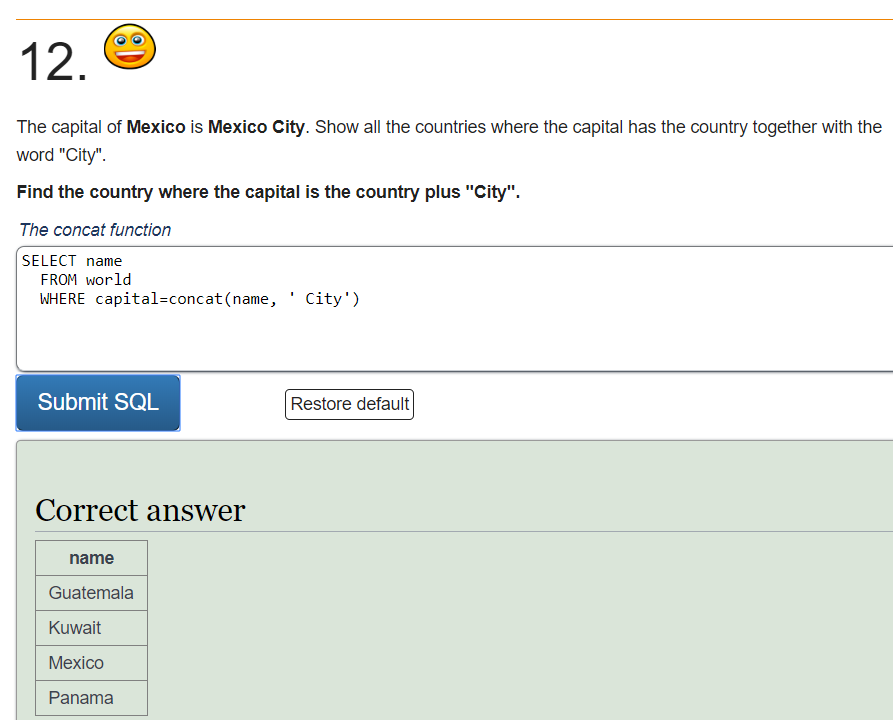 12.
The capital of Mexico is Mexico City. Show all the countries where the capital has the country together with the
word "City".
Find the country where the capital is the country plus "City".
The concat function
SELECT name
FROM world
WHERE capital=concat(name, ' City')
Submit SQL
Restore default
Correct answer
name
Guatemala
Kuwait
Mexico
Panama